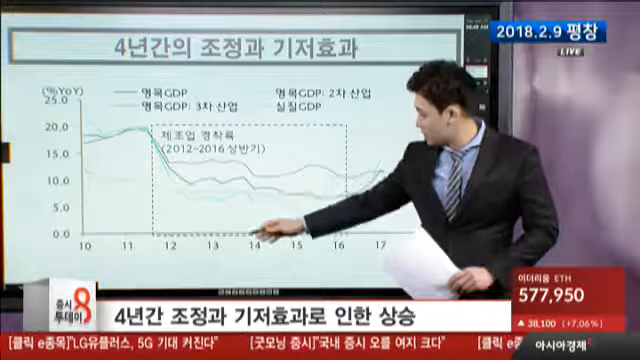 4년간의 조정과 기저효과
2018.2.9 평창
LIVE
(%YoY)
명목GDP
명목GDP: 2차 산업
명목GDP: 3차 산업
실질GDP
25.0
20.0
15.0
10.0
5.0
0.0
제조업 경착륙
(2012~2016 상반기)
10 11 12 13 14 15 16 17
이더리움 ETH
577,950
▲ 38,100 (+7.06%)
증시
투데이 8
4년간 조정과 기저효과로 인한 상승
[클릭 e종목]"LG유플러스, 5G 기대 커진다" [굿모닝 증시]"국내 증시 오를 여지 크다" [클릭 e종
아시아경제